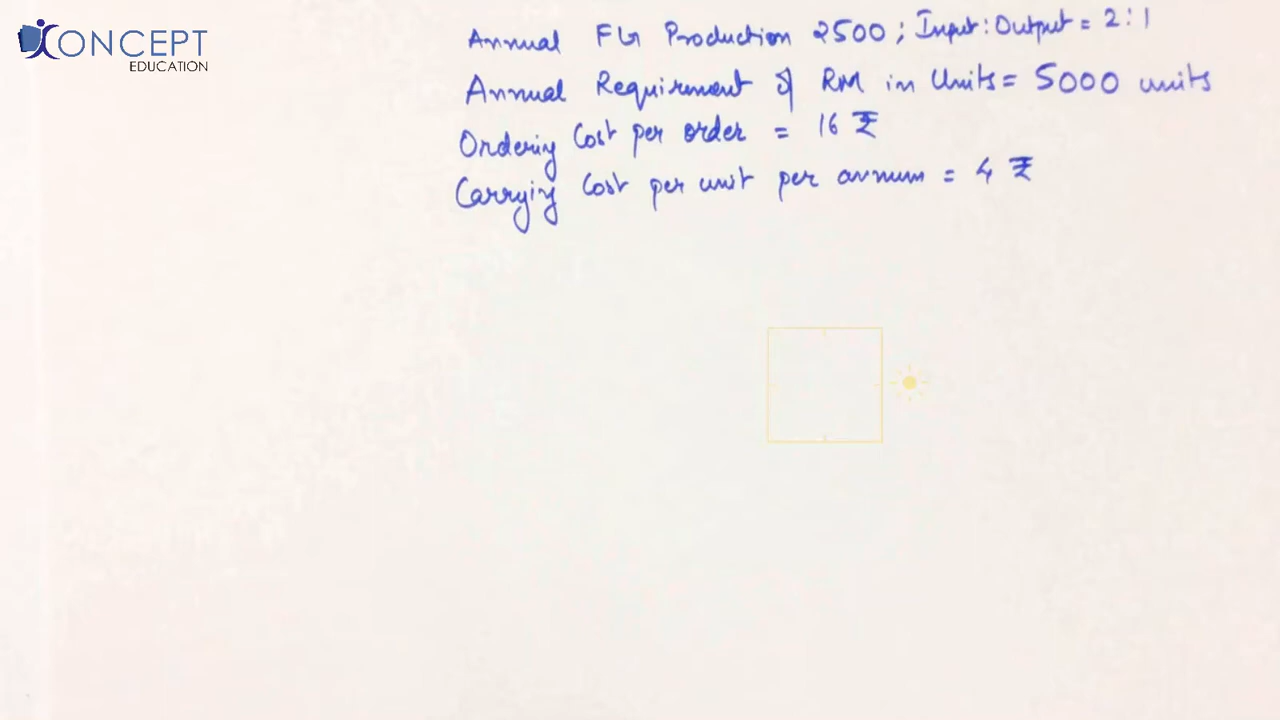 XONCEPT
EDUCATION
Annual FG Production 2500 ; Input : Output = 2 : 1
Annual Requirement of RM in Units = 5000 units
Ordering Cost per order = 16 ₹
Carrying Cost per unit per annum = 4 ₹